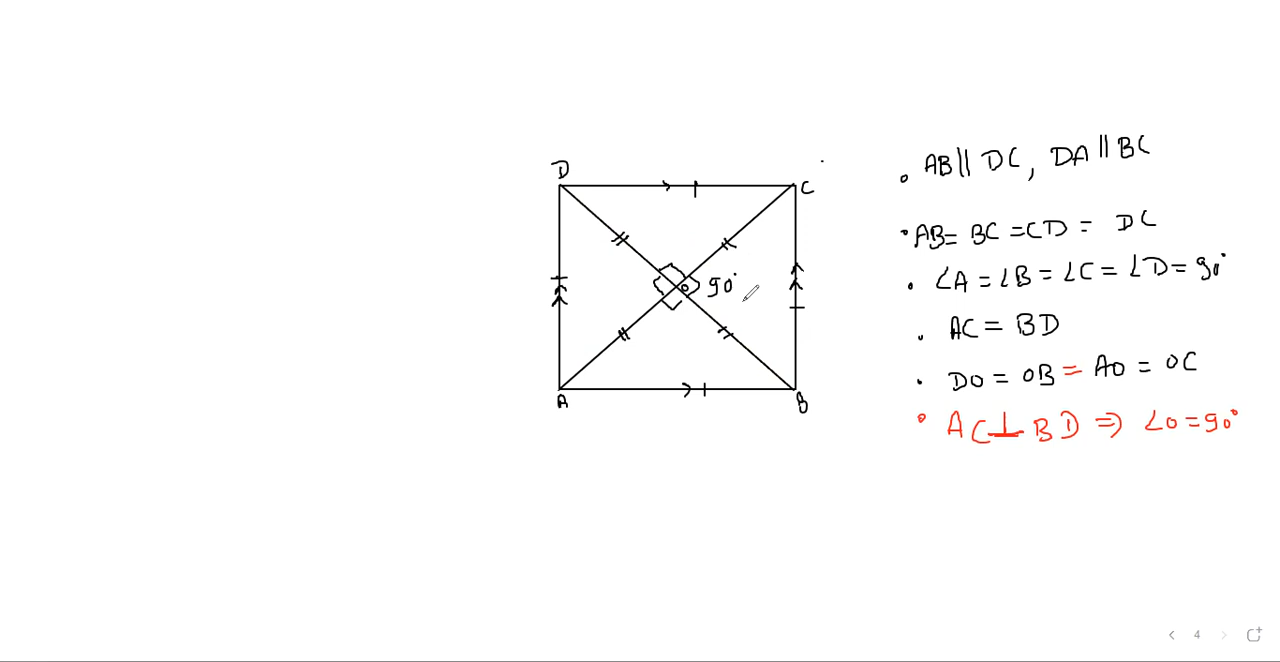 D
C
90°
O
A
B
• AB || DC, DA || BC
• AB = BC = CD = DC
• ∠A = ∠B = ∠C = ∠D = 90°
• AC = BD
• DO = OB = AO = OC
• AC ⊥ BD ⇒ ∠O = 90°
< 4 >